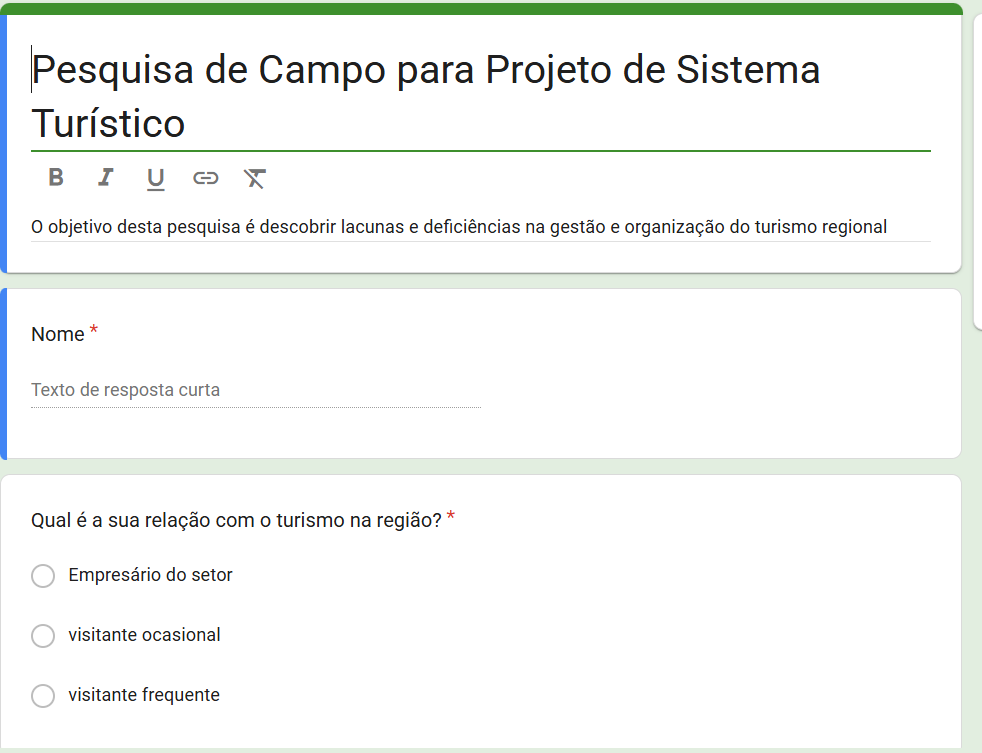 Pesquisa de Campo para Projeto de Sistema
Turístico
B I U
O objetivo desta pesquisa é descobrir lacunas e deficiências na gestão e organização do turismo regional
Nome *
Texto de resposta curta
Qual é a sua relação com o turismo na região? *
Empresário do setor
visitante ocasional
visitante frequente